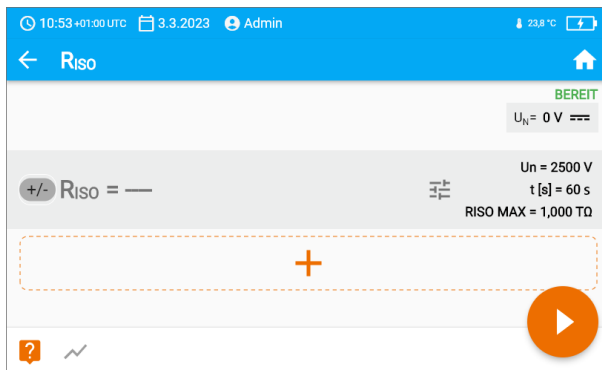 10:53+01:00 UTC 3.3.2023 Admin 23,8 °C
RISO
BEREIT
UN= 0 V
Un = 2500 V
+/- RISO = ---
t [s] = 60 s
RISO MAX = 1,000 TΩ
+
?